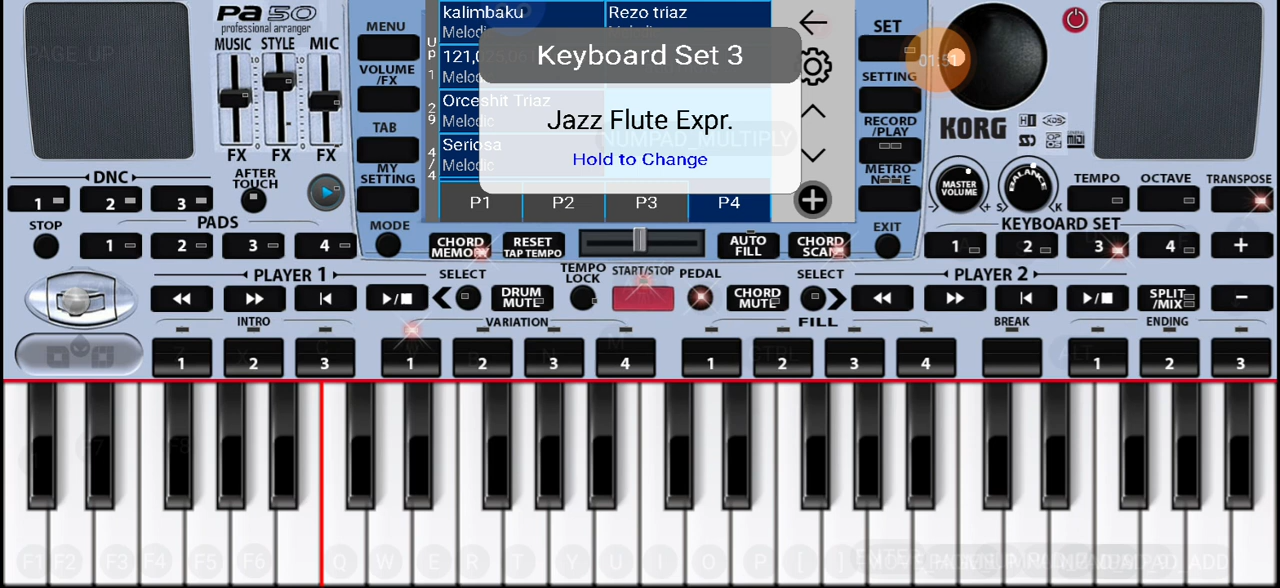 Pa 50
professional arranger
MUSIC STYLE MIC
FX FX FX
DNC
1 2 3
AFTER TOUCH
STOP
PADS
1 2 3 4
MENU
VOLUME /FX
TAB
MY SETTING
MODE
kalimbaku
Rezo triaz
Melodic
Orceshit Triaz
Seriosa
Melodic
Keyboard Set 3
Jazz Flute Expr.
Hold to Change
NUMPAD_MULTIPLY
P1 P2 P3 P4
SET
01:51
SETTING
RECORD /PLAY
METRO-NOME
EXIT
KORG
MASTER VOLUME
BALANCE
TEMPO OCTAVE TRANSPOSE
KEYBOARD SET
1 2 3 4 +
CHORD MEMORY
RESET TAP TEMPO
AUTO FILL
CHORD SCAN
PLAYER 1
SELECT
TEMPO LOCK
START/STOP
PEDAL
SELECT
PLAYER 2
DRUM MUTE
CHORD MUTE
SPLIT /MIX
INTRO VARIATION FILL BREAK ENDING
1 2 3 1 2 3 4 1 2 3 4 1 2 3
F1 F2 F3 F4 F5 F6 Q W E R T Y U I O P [ ]